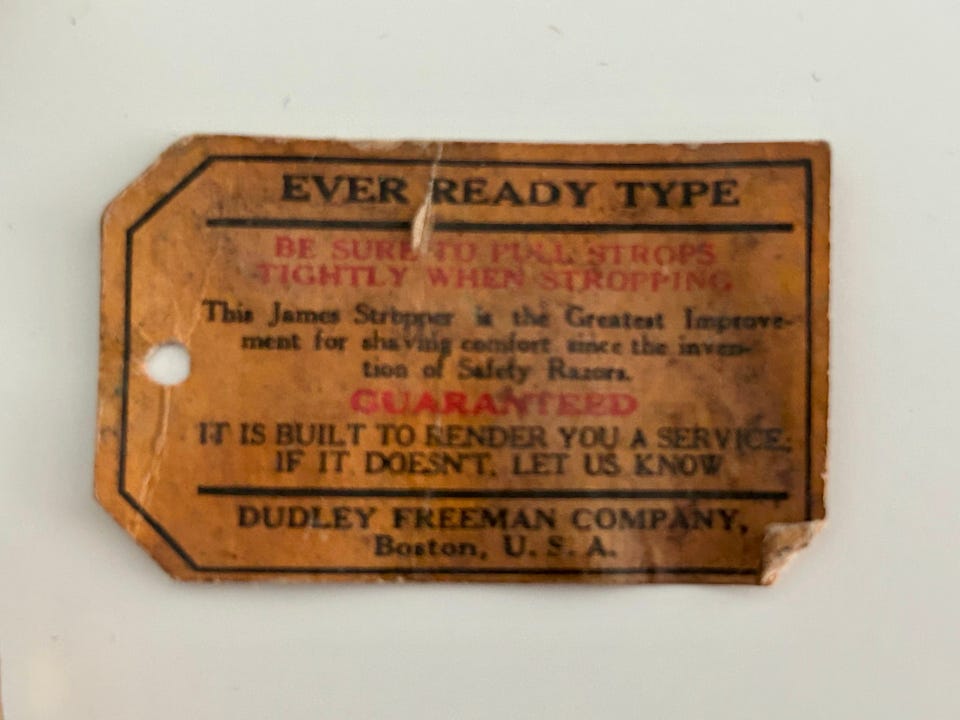 EVER READY TYPE
BE SURE TO PULL STROPS
TIGHTLY WHEN STROPPING
This James Stropper is the Greatest Improve-
ment for shaving comfort since the inven-
tion of Safety Razors.
GUARANTEED
IT IS BUILT TO RENDER YOU A SERVICE;
IF IT DOESN'T, LET US KNOW
DUDLEY FREEMAN COMPANY,
Boston, U. S. A.